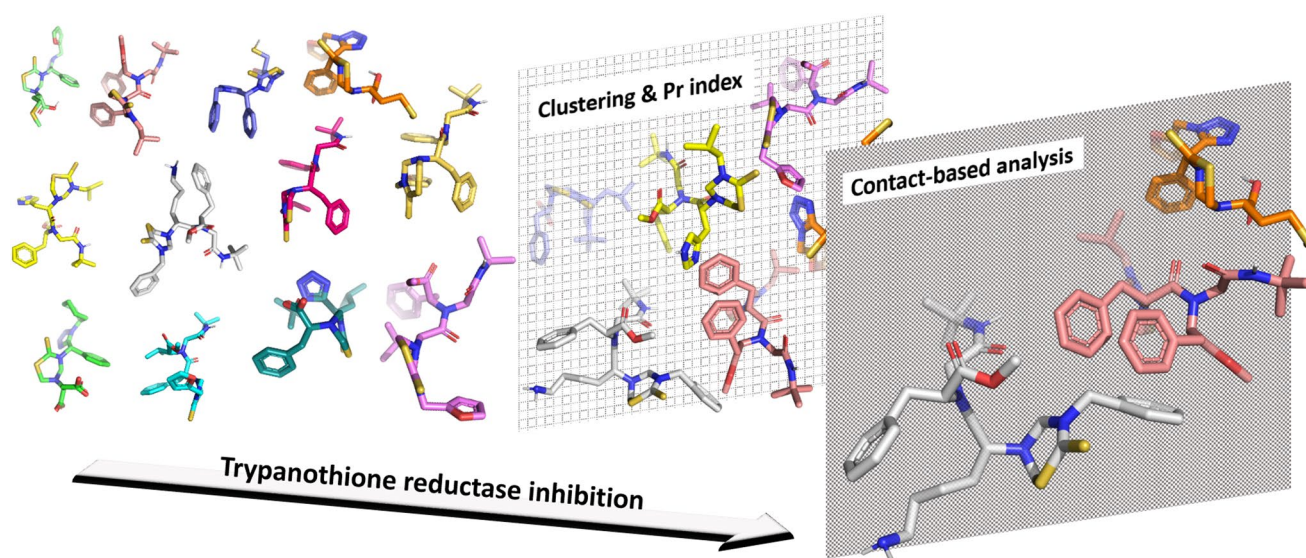 Clustering & Pr index
Contact-based analysis
Trypanothione reductase inhibition